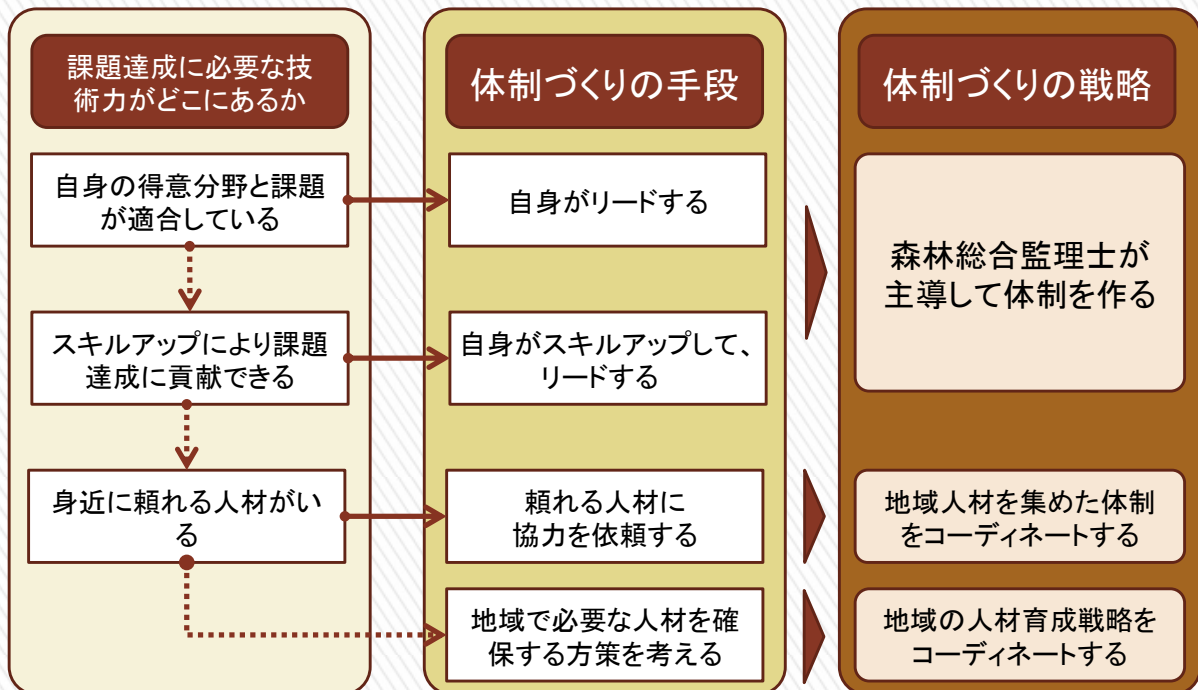 課題達成に必要な技
術力がどこにあるか
自身の得意分野と課題
が適合している
スキルアップにより課題
達成に貢献できる
身近に頼れる人材がい
る
体制づくりの手段
自身がリードする
自身がスキルアップして、
リードする
頼れる人材に
協力を依頼する
地域で必要な人材を確
保する方策を考える
体制づくりの戦略
森林総合監理士が
主導して体制を作る
地域人材を集めた体制
をコーディネートする
地域の人材育成戦略を
コーディネートする